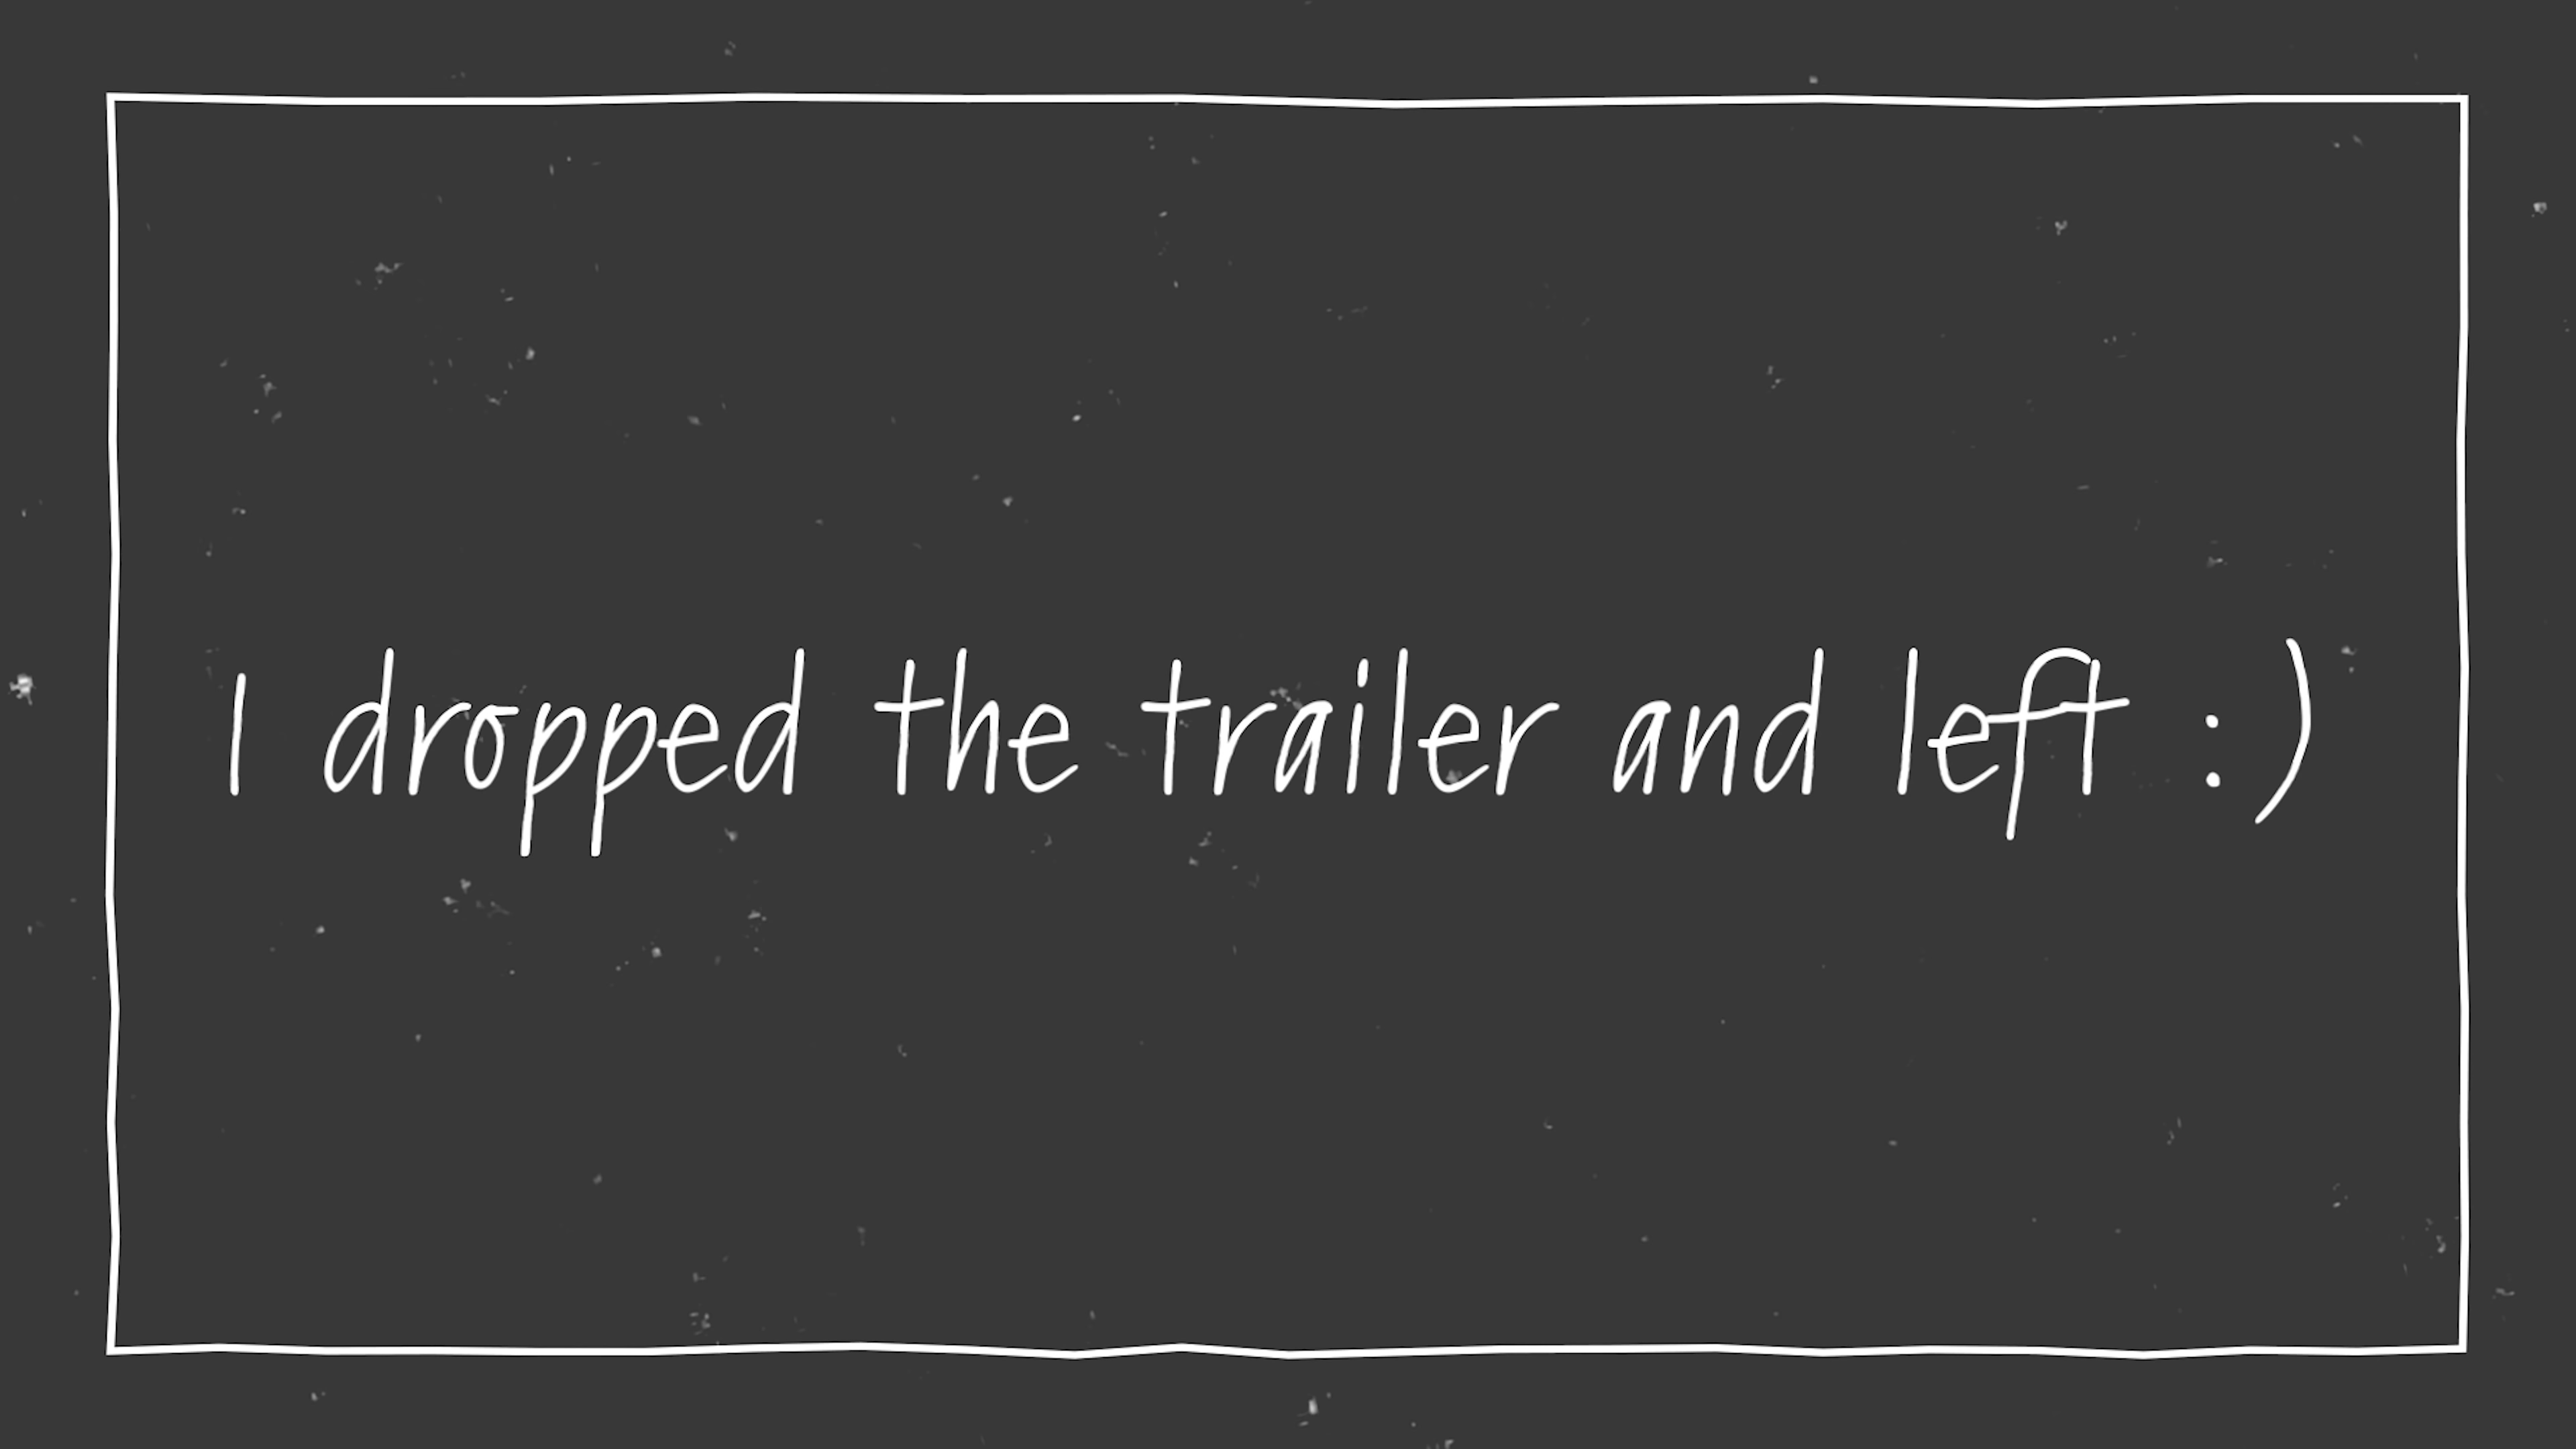 I dropped the trailer and left :)